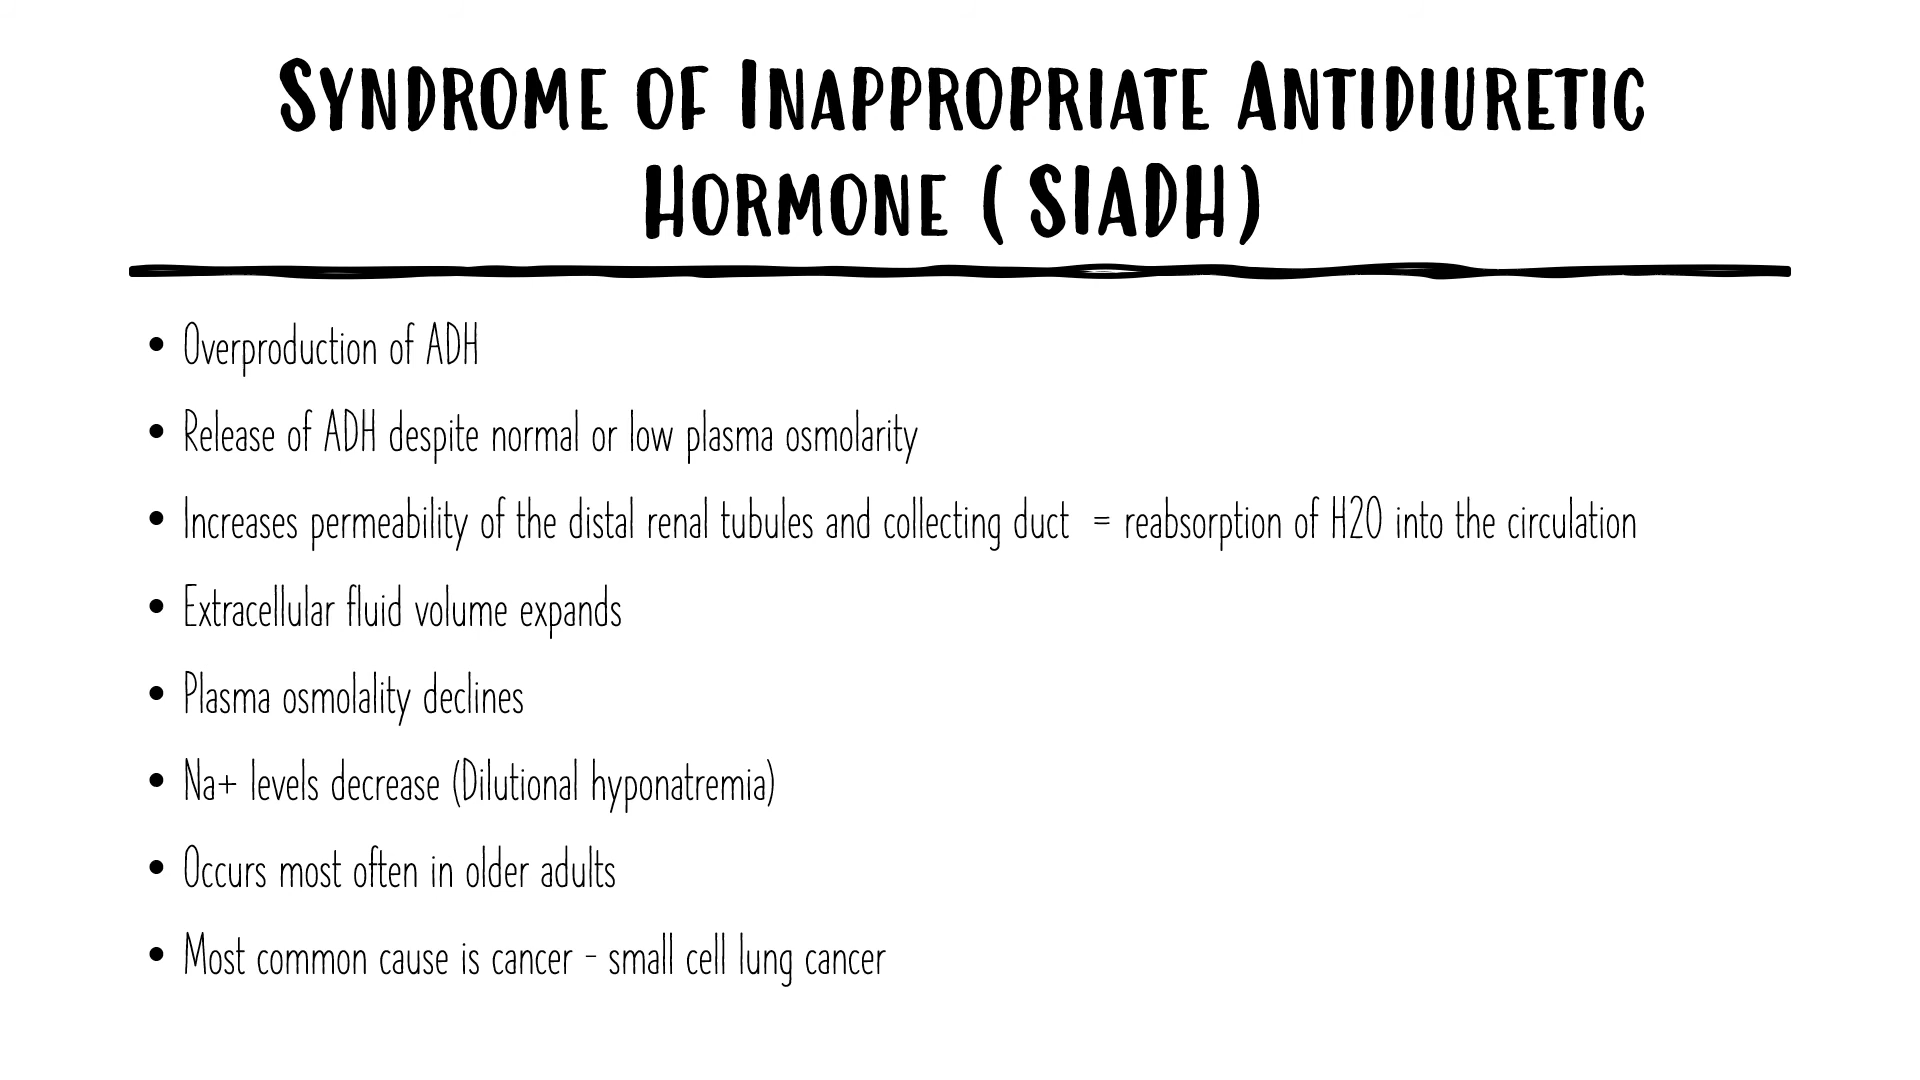 Syndrome of Inappropriate Antidiuretic
Hormone ( SIADH)
• Overproduction of ADH
• Release of ADH despite normal or low plasma osmolarity
• Increases permeability of the distal renal tubules and collecting duct  = reabsorption of H2O into the circulation
• Extracellular fluid volume expands
• Plasma osmolality declines
• Na+ levels decrease (Dilutional hyponatremia)
• Occurs most often in older adults
• Most common cause is cancer - small cell lung cancer